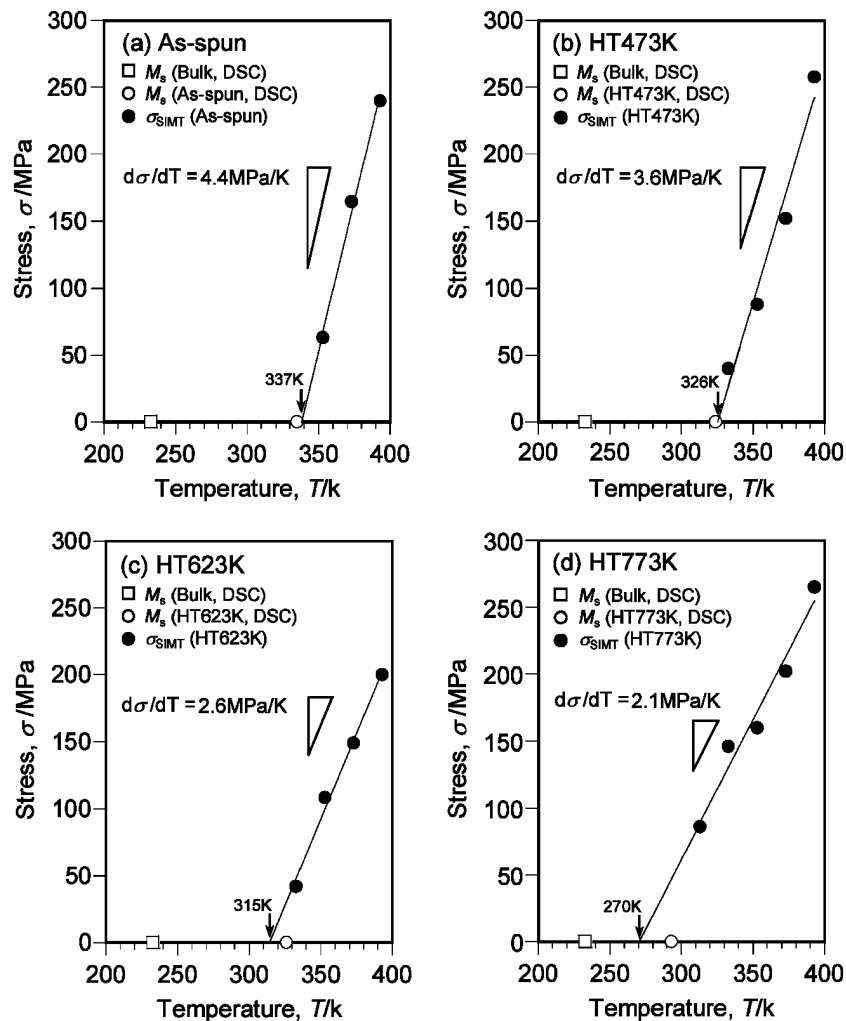 (a) As-spun
Mₛ (Bulk, DSC)
Mₛ (As-spun, DSC)
σ_SIMT (As-spun)
dσ/dT = 4.4MPa/K
337K
300
250
200
150
100
50
0
Stress, σ /MPa
200 250 300 350 400
Temperature, T/k
(b) HT473K
Mₛ (Bulk, DSC)
Mₛ (HT473K, DSC)
σ_SIMT (HT473K)
dσ/dT = 3.6MPa/K
326K
300
250
200
150
100
50
0
Stress, σ /MPa
200 250 300 350 400
Temperature, T/k
(c) HT623K
Mₛ (Bulk, DSC)
Mₛ (HT623K, DSC)
σ_SIMT (HT623K)
dσ/dT = 2.6MPa/K
315K
300
250
200
150
100
50
0
Stress, σ /MPa
200 250 300 350 400
Temperature, T/k
(d) HT773K
Mₛ (Bulk, DSC)
Mₛ (HT773K, DSC)
σ_SIMT (HT773K)
dσ/dT = 2.1MPa/K
270K
300
250
200
150
100
50
0
Stress, σ /MPa
200 250 300 350 400
Temperature, T/k